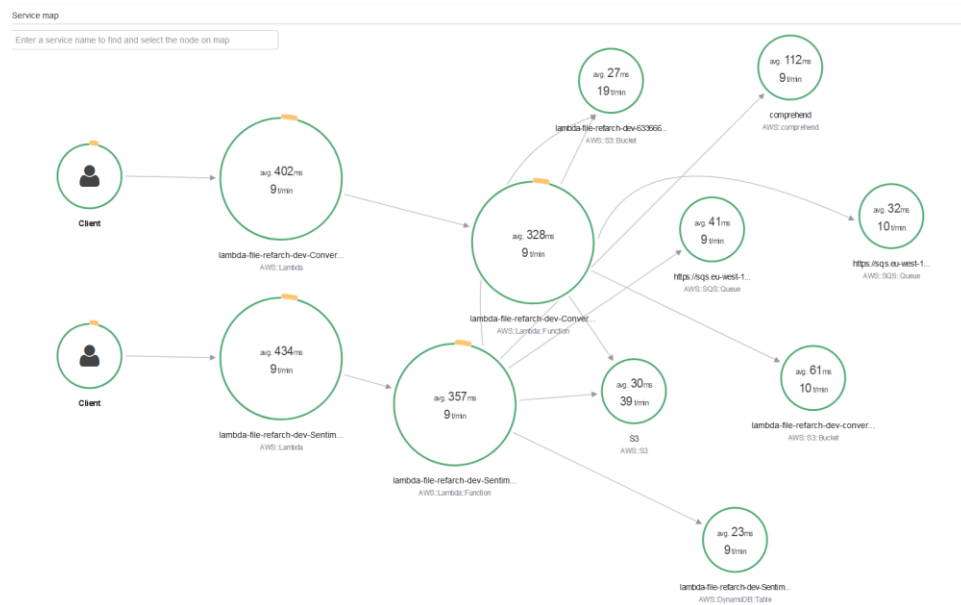 Service map
Enter a service name to find and select the node on map
avg. 27ms
19 t/min
lambda-file-refarch-dev-633666...
AWS::S3::Bucket
avg. 112ms
9 t/min
comprehend
AWS::comprehend
Client
avg. 402ms
9 t/min
lambda-file-refarch-dev-Conver...
AWS::Lambda
avg. 328ms
9 t/min
lambda-file-refarch-dev-Conver...
AWS::Lambda::Function
avg. 41ms
9 t/min
https://sqs.eu-west-1...
AWS::SQS::Queue
avg. 32ms
10 t/min
https://sqs.eu-west-1...
AWS::SQS::Queue
Client
avg. 434ms
9 t/min
lambda-file-refarch-dev-Sentim...
AWS::Lambda
avg. 357ms
9 t/min
lambda-file-refarch-dev-Sentim...
AWS::Lambda::Function
avg. 30ms
39 t/min
S3
AWS::S3
avg. 61ms
10 t/min
lambda-file-refarch-dev-conver...
AWS::S3::Bucket
avg. 23ms
9 t/min
lambda-file-refarch-dev-Sentim...
AWS::DynamoDB::Table